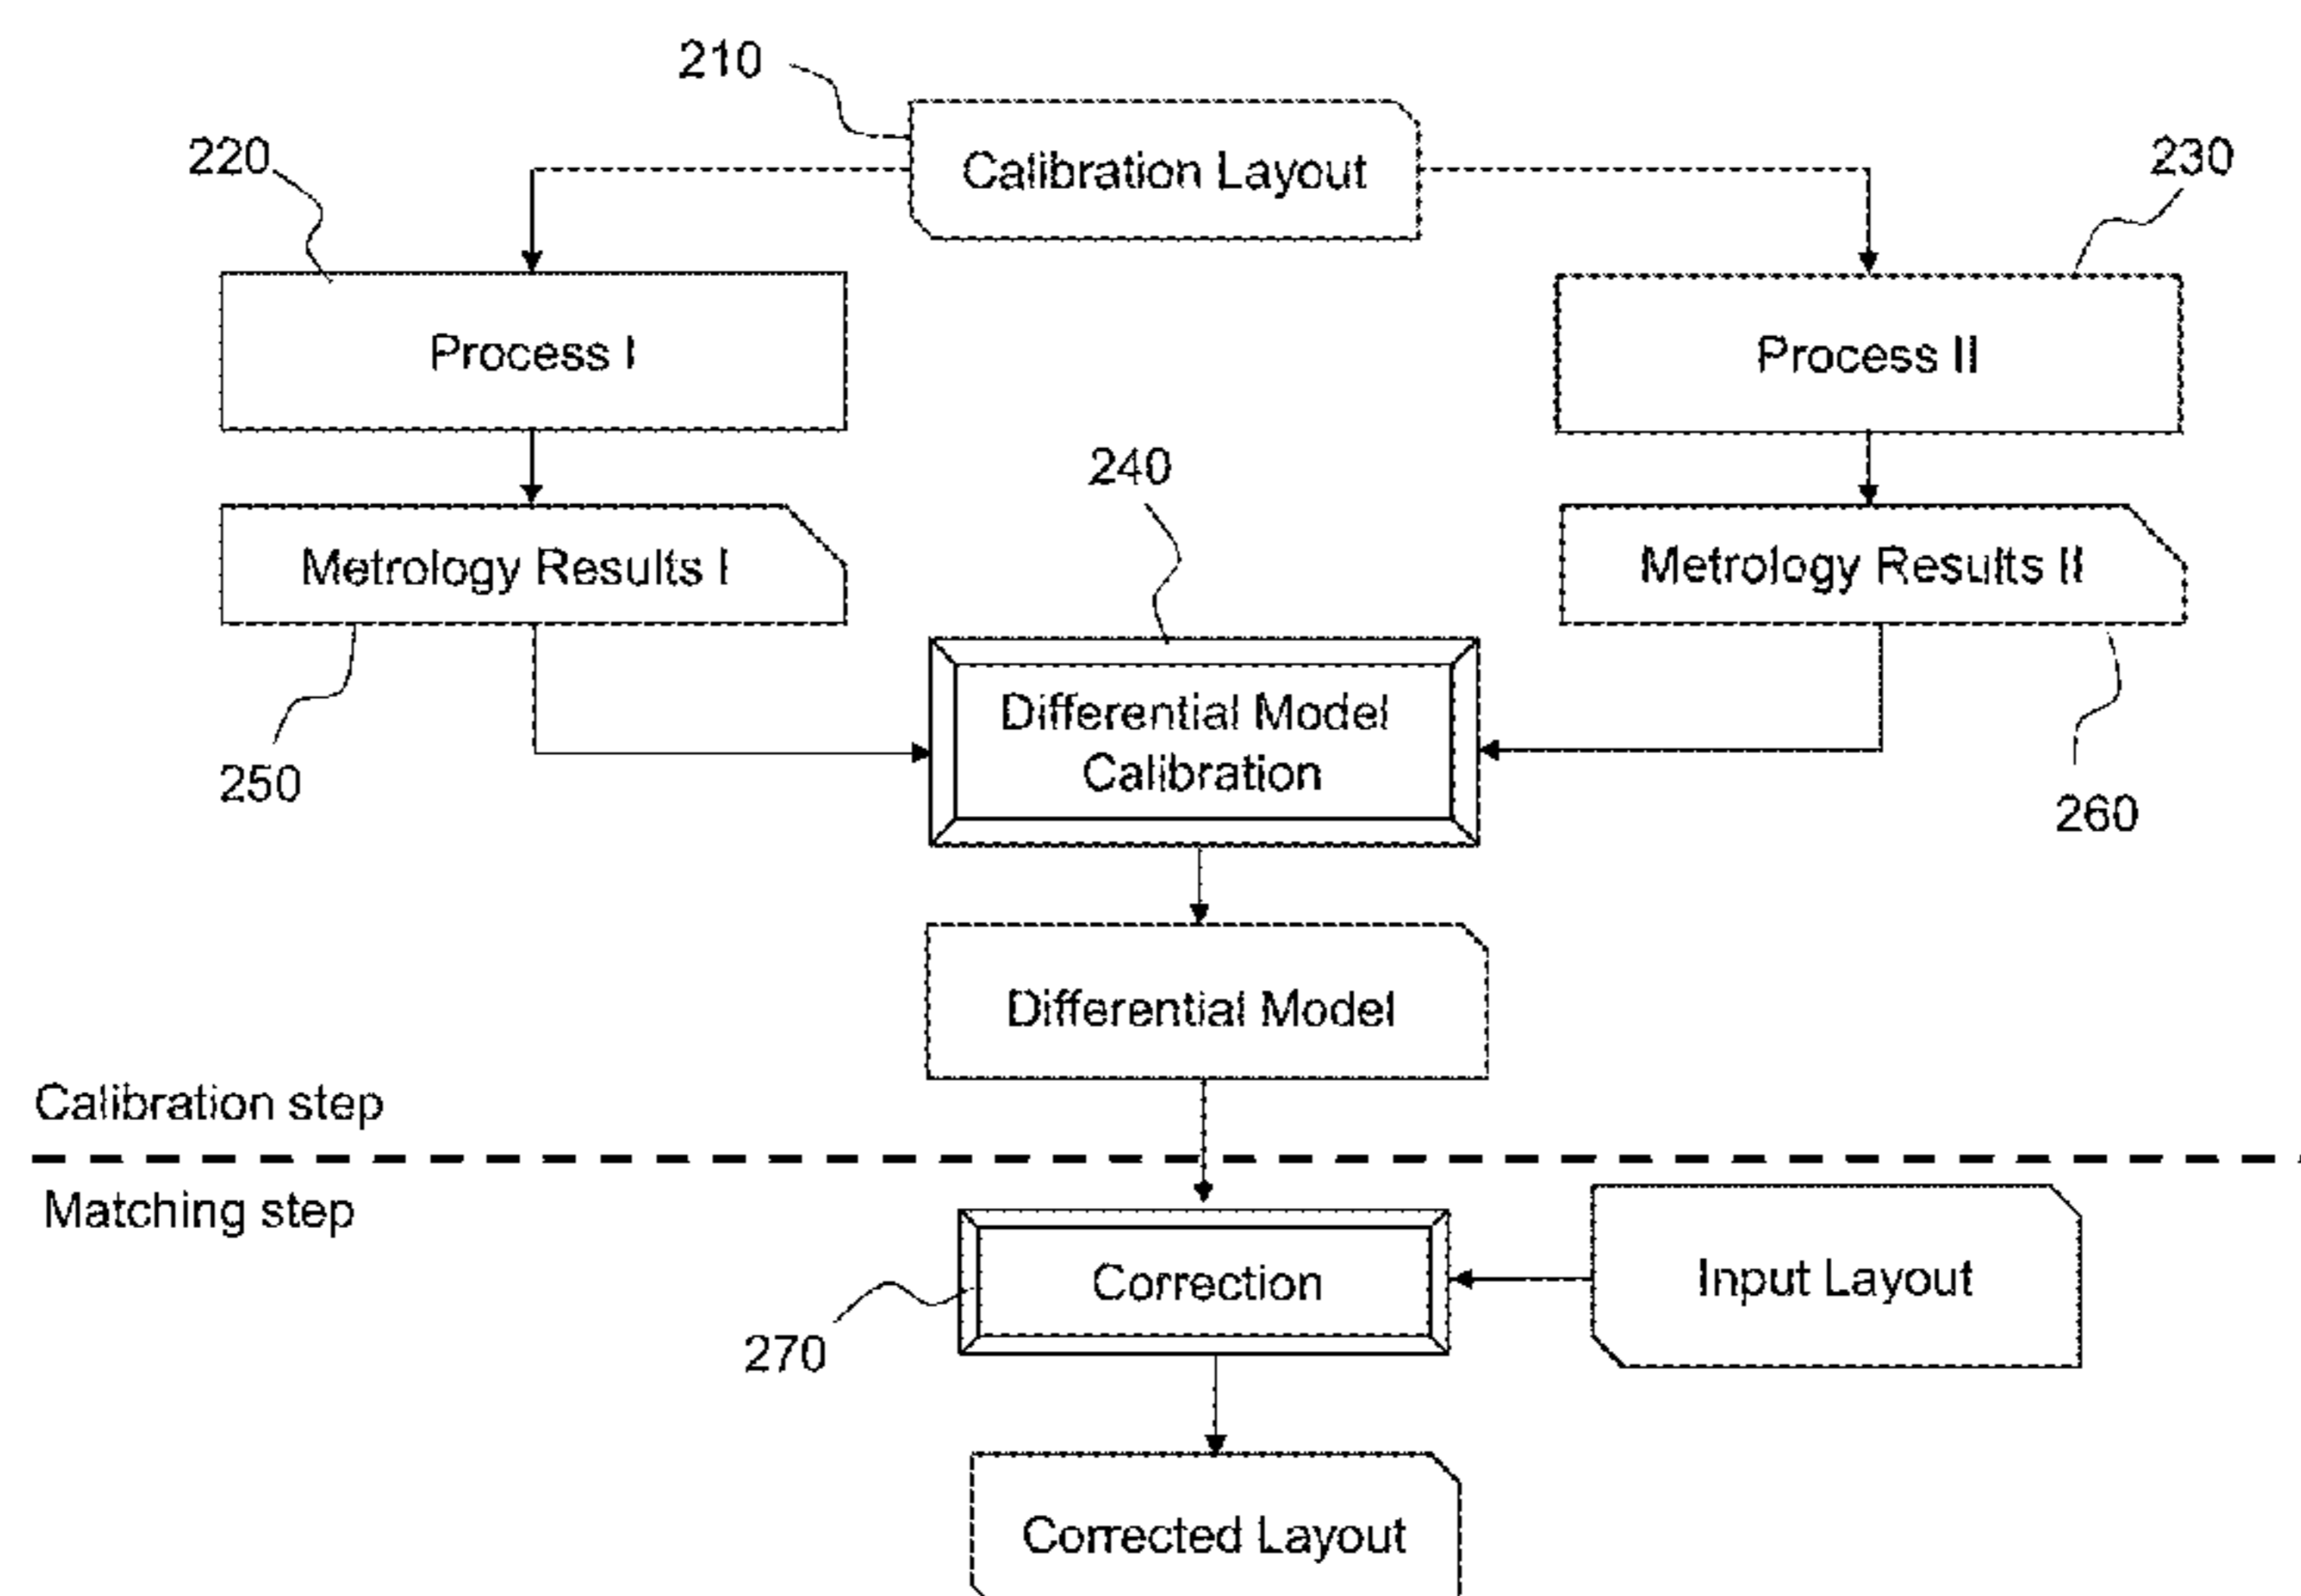 210
Calibration Layout
220
230
Process I
Process II
240
Metrology Results I
Metrology Results II
Differential Model
Calibration
250
260
Differential Model
Calibration step
Matching step
Correction
Input Layout
270
Corrected Layout